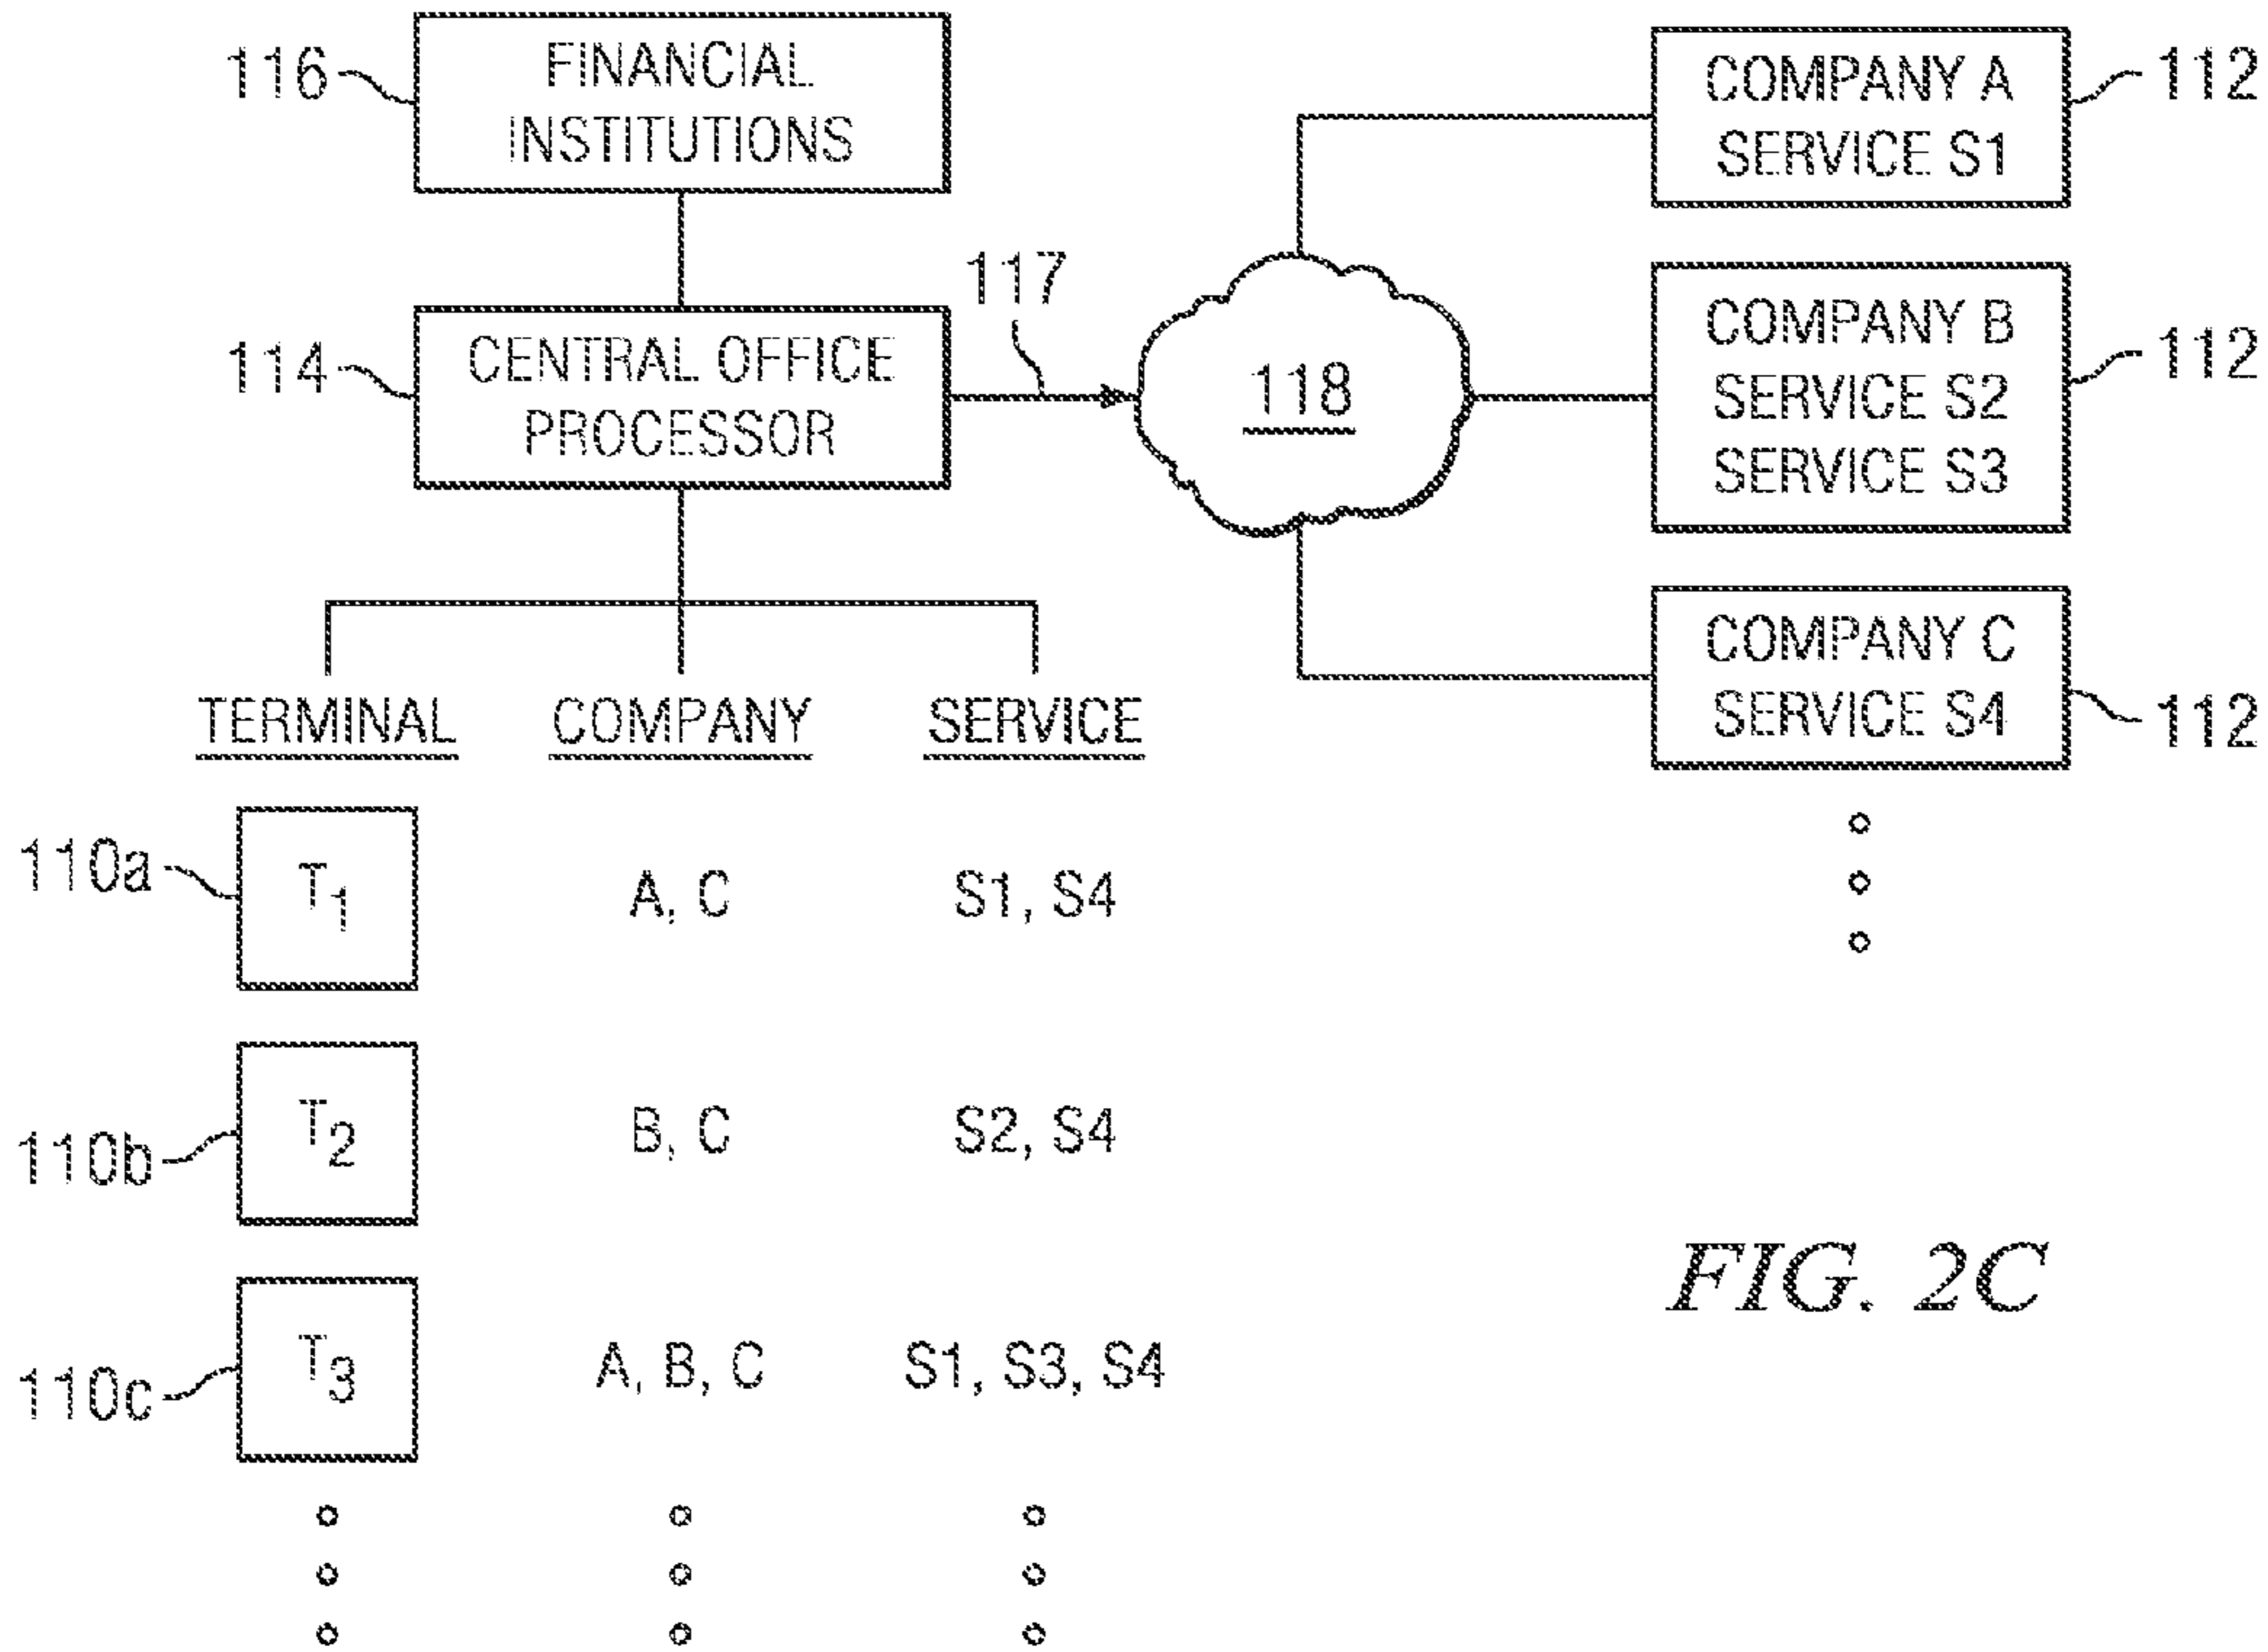 116
FINANCIAL
INSTITUTIONS
114
CENTRAL OFFICE
PROCESSOR
117
118
COMPANY A
SERVICE S1
112
COMPANY B
SERVICE S2
SERVICE S3
112
COMPANY C
SERVICE S4
112
TERMINAL COMPANY SERVICE
110a T1 A, C S1, S4
110b T2 B, C S2, S4
110c T3 A, B, C S1, S3, S4
FIG. 2C